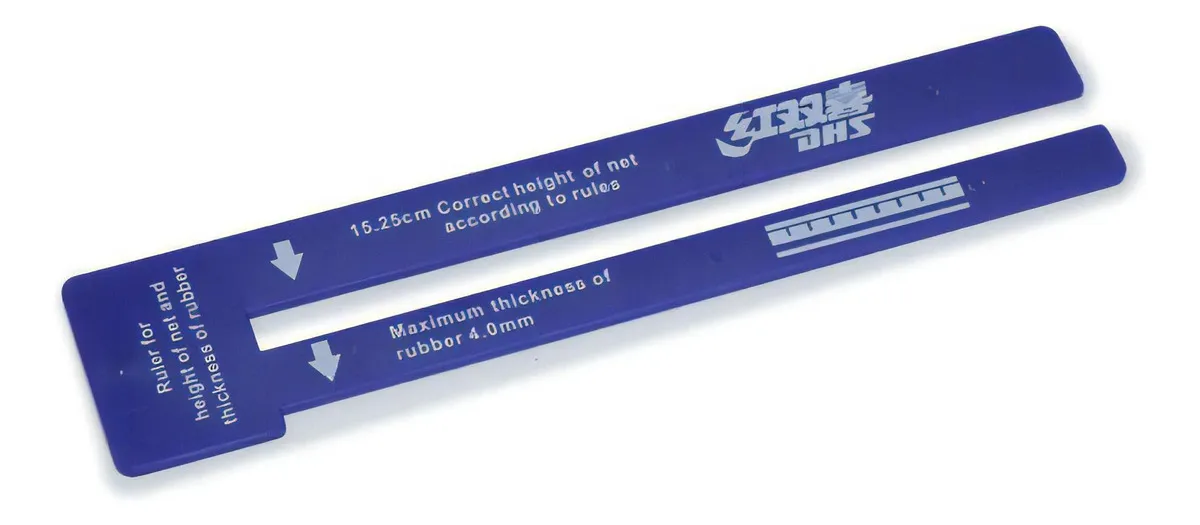 红双喜
DHS
15.25cm Correct height of net
according to rules
Maximum thickness of
rubber 4.0mm
Ruler for
height of net and
thickness of rubber